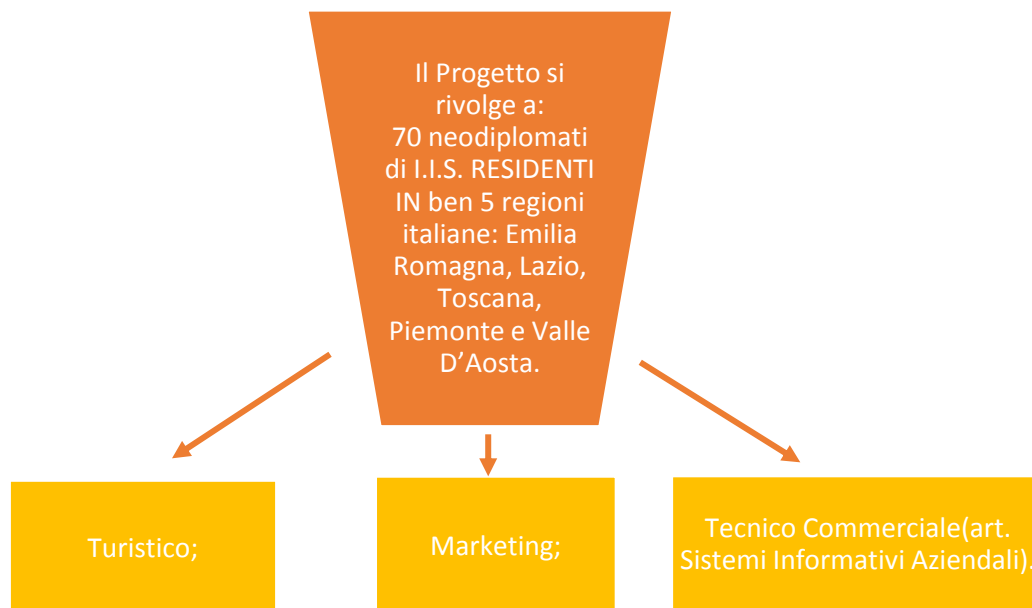 Il Progetto si
rivolge a:
70 neodiplomati
di I.I.S. RESIDENTI
IN ben 5 regioni
italiane: Emilia
Romagna, Lazio,
Toscana,
Piemonte e Valle
D’Aosta.
Turistico;
Marketing;
Tecnico Commerciale(art.
Sistemi Informativi Aziendali).